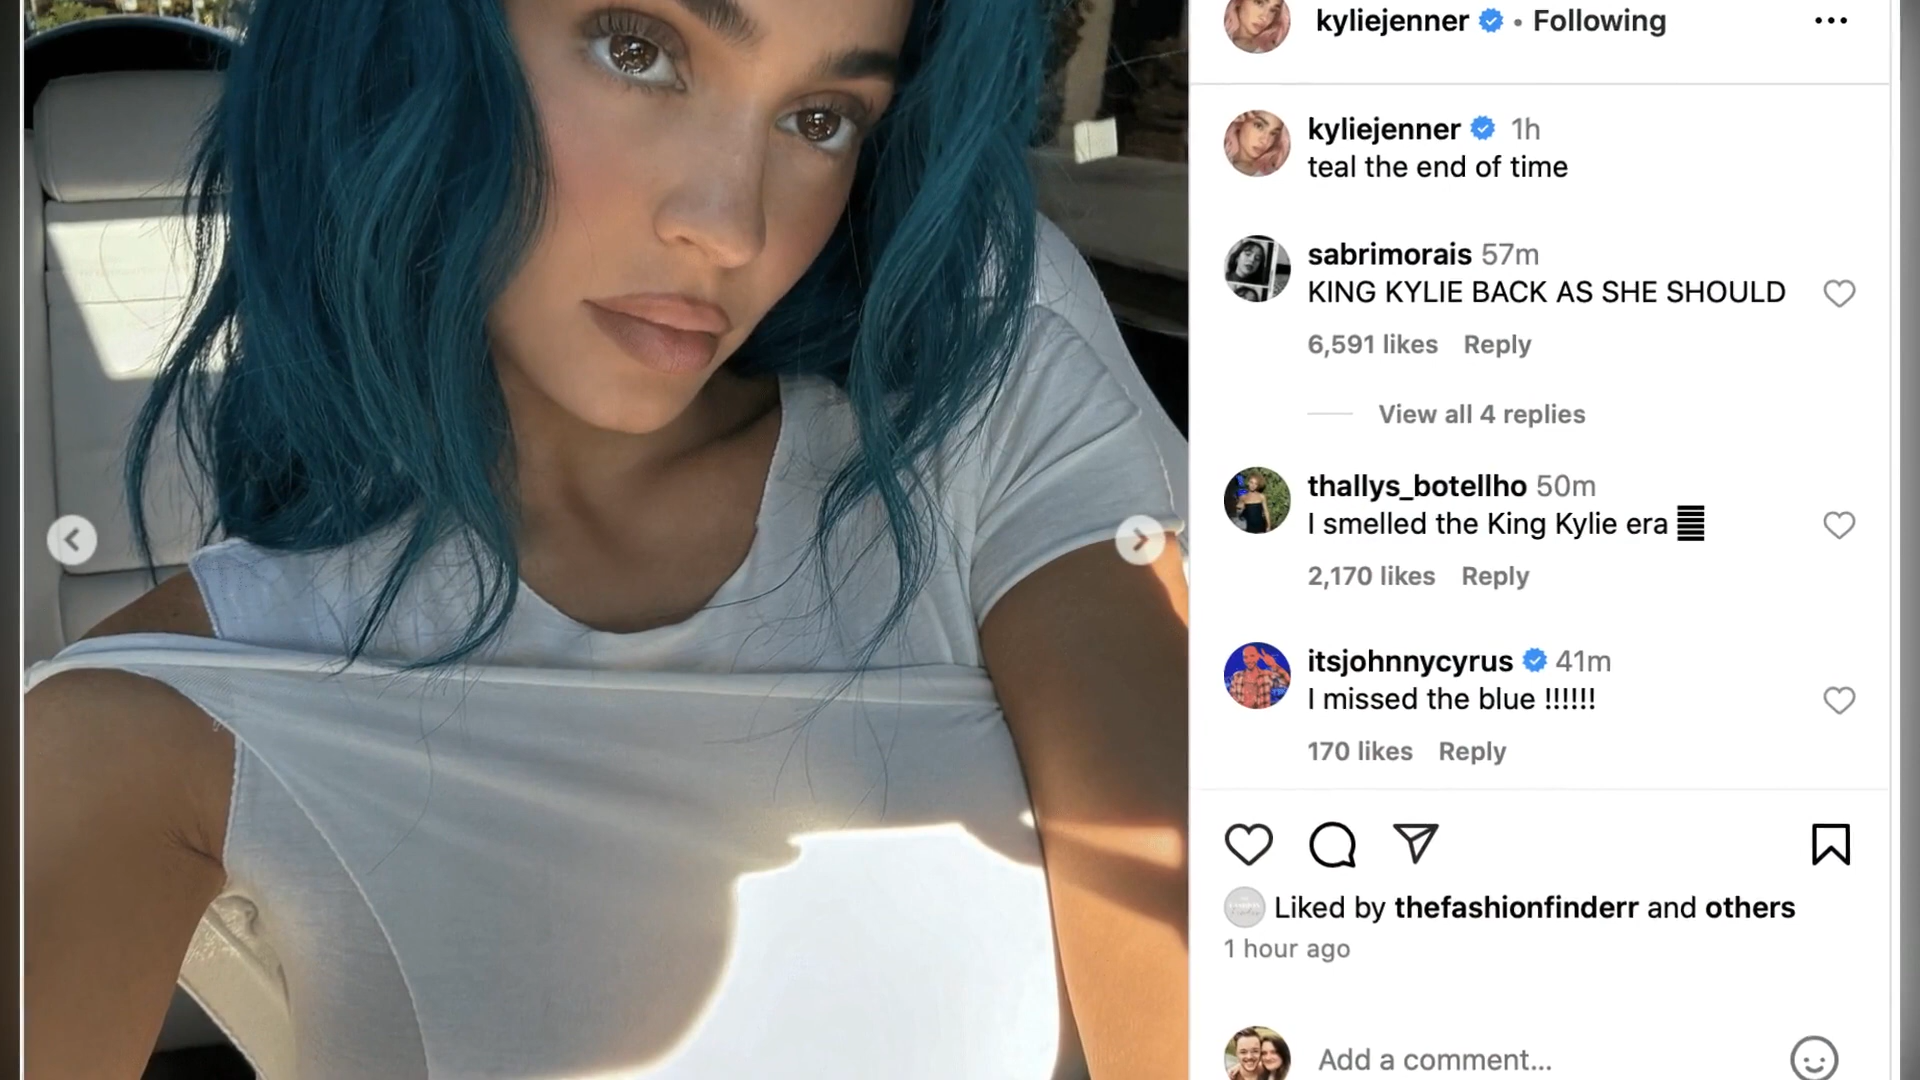 kyliejenner • Following
kyliejenner 1h
teal the end of time
sabrimorais 57m
KING KYLIE BACK AS SHE SHOULD
6,591 likes Reply
View all 4 replies
thallys_botellho 50m
I smelled the King Kylie era
2,170 likes Reply
itsjohnnycyrus 41m
I missed the blue !!!!!!
170 likes Reply
Liked by thefashionfinderr and others
1 hour ago
Add a comment...